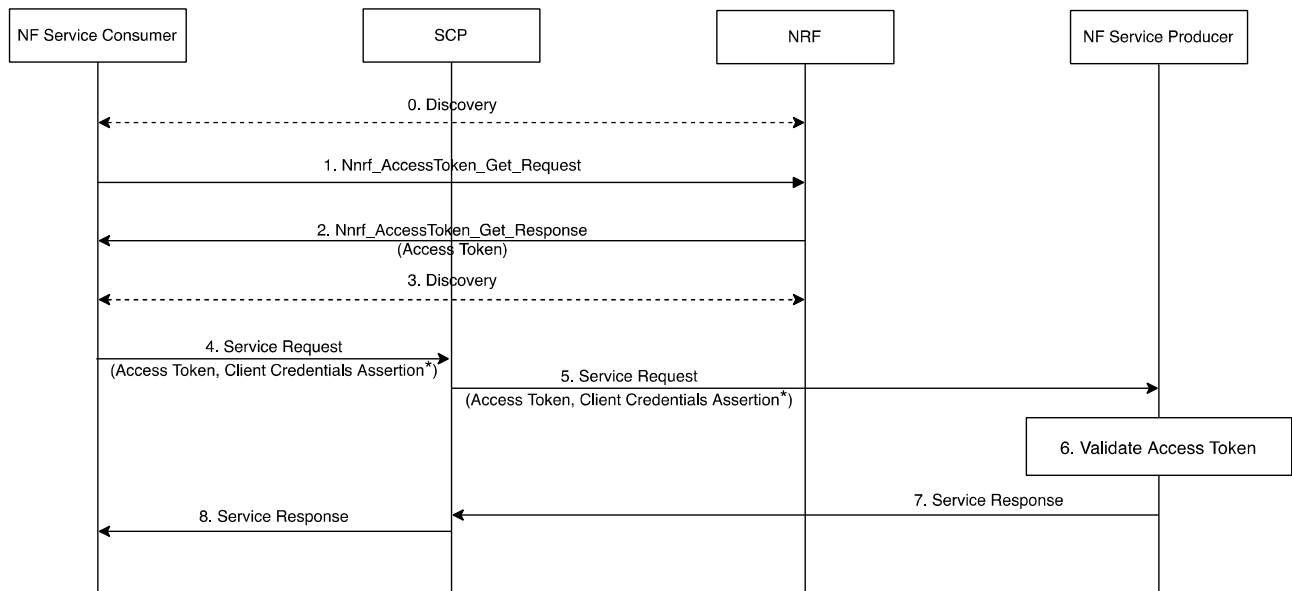 NF Service Consumer
SCP
NRF
NF Service Producer
0. Discovery
1. Nnrf_AccessToken_Get_Request
2. Nnrf_AccessToken_Get_Response
(Access Token)
3. Discovery
4. Service Request
(Access Token, Client Credentials Assertion*)
5. Service Request
(Access Token, Client Credentials Assertion*)
6. Validate Access Token
7. Service Response
8. Service Response